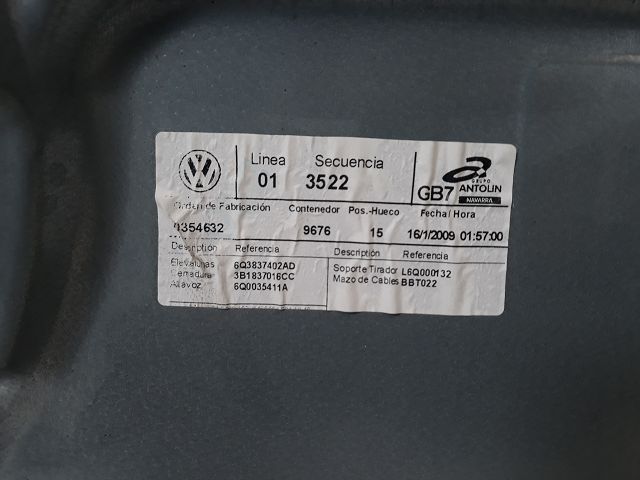 Linea Secuencia
01 3522
GB7
GRUPO
ANTOLIN
NAVARRA
Orden de Fabricación Contenedor Pos.-Hueco Fecha/Hora
0354632 9676 15 16/1/2009 01:57:00
Description Referencia Description Referencia
Elevalunas 6Q3837402AD Soporte Tirador L6Q000132
Cerradura 3B1837016CC Mazo de Cables BBT022
Altavoz 6Q0035411A